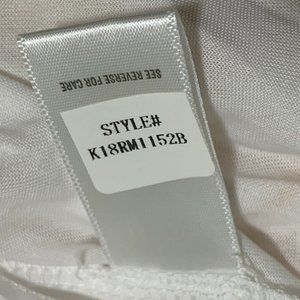 SEE REVERSE FOR CARE
STYLE#
K18RM1152B